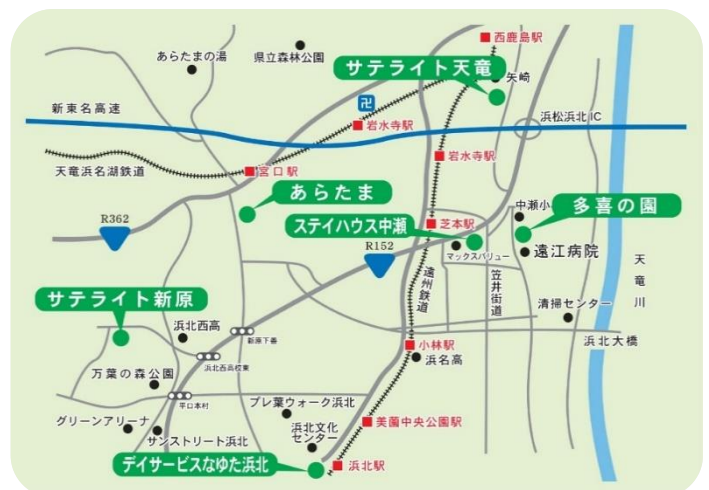 西鹿島駅
あらたまの湯
県立森林公園
サテライト天竜
矢崎
新東名高速
卍
岩水寺駅
浜松浜北IC
岩水寺駅
天竜浜名湖鉄道
宮口駅
あらたま
中瀬小
多喜の園
R362
ステイハウス中瀬
芝本駅
R152
マックスバリュー
遠江病院
遠州鉄道
笠井街道
天竜川
サテライト新原
清掃センター
浜北西高
新原下善
浜北大橋
小林駅
浜名高
浜北西高校東
万葉の森公園
平口本村
プレ葉ウォーク浜北
グリーンアリーナ
サンストリート浜北
浜北文化
センター
美薗中央公園駅
デイサービスなゆた浜北
浜北駅